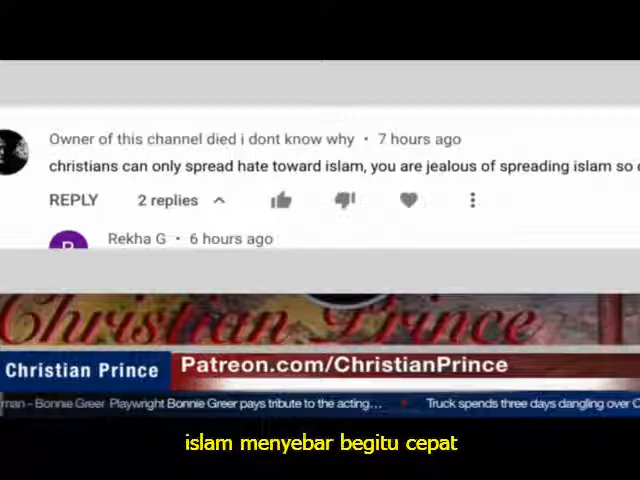 Owner of this channel died i dont know why • 7 hours ago
christians can only spread hate toward islam, you are jealous of spreading islam so
REPLY 2 replies
R
Rekha G • 6 hours ago
Christian Prince
Christian Prince
Patreon.com/ChristianPrince
man - Bonnie Greer Playwright Bonnie Greer pays tribute to the acting... Truck spends three days dangling over
islam menyebar begitu cepat